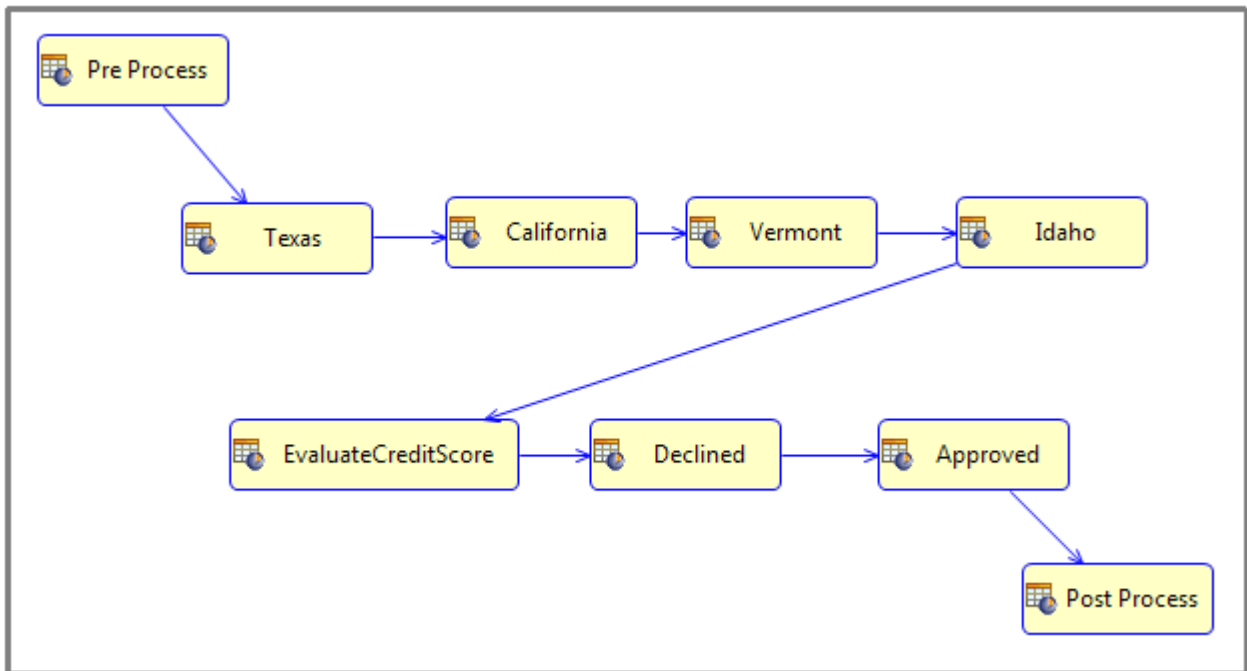 Pre Process
Texas
California
Vermont
Idaho
EvaluateCreditScore
Declined
Approved
Post Process